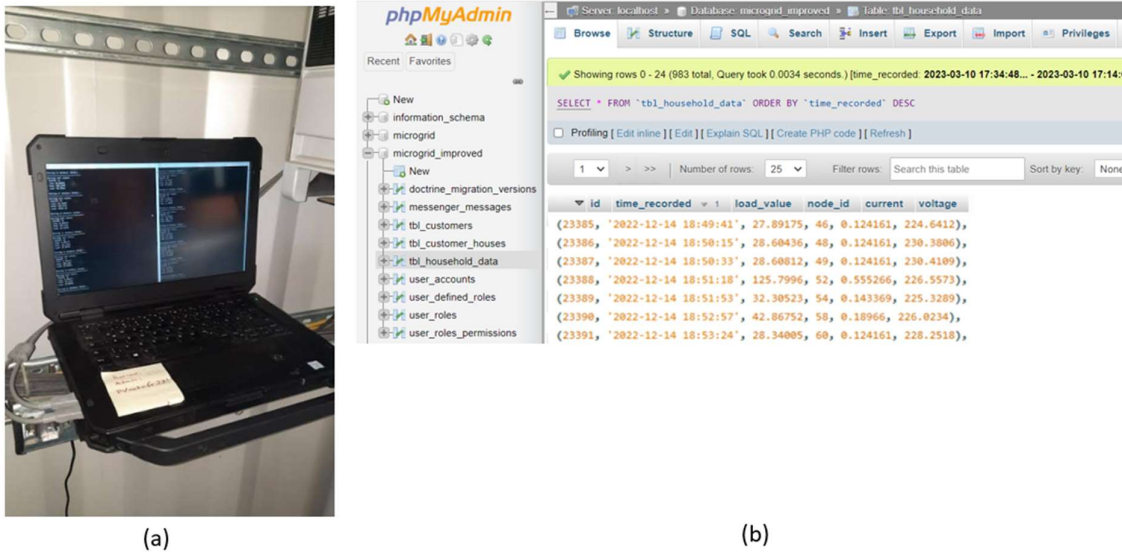 phpMyAdmin
Recent Favorites
New
information_schema
microgrid
microgrid_improved
New
doctrine_migration_versions
messenger_messages
tbl_customers
tbl_customer_houses
tbl_household_data
user_accounts
user_defined_roles
user_roles
user_roles_permissions
Server: localhost » Database: microgrid_improved » Table: tbl_household_data
Browse Structure SQL Search Insert Export Import Privileges
Showing rows 0 - 24 (983 total, Query took 0.0034 seconds.) [time_recorded: 2023-03-10 17:34:48... - 2023-03-10 17:14:
SELECT * FROM `tbl_household_data` ORDER BY `time_recorded` DESC
Profiling [ Edit inline ] [ Edit ] [ Explain SQL ] [ Create PHP code ] [ Refresh ]
1 > >> Number of rows: 25 Filter rows: Search this table Sort by key: None
id time_recorded 1 load_value node_id current voltage
(23385, '2022-12-14 18:49:41', 27.89175, 46, 0.124161, 224.6412),
(23386, '2022-12-14 18:50:15', 28.60436, 48, 0.124161, 230.3806),
(23387, '2022-12-14 18:50:33', 28.60812, 49, 0.124161, 230.4109),
(23388, '2022-12-14 18:51:18', 125.7996, 52, 0.555266, 226.5573),
(23389, '2022-12-14 18:51:53', 32.30523, 54, 0.143369, 225.3289),
(23390, '2022-12-14 18:52:57', 42.86752, 58, 0.18966, 226.0234),
(23391, '2022-12-14 18:53:24', 28.34005, 60, 0.124161, 228.2518),
(a)
(b)